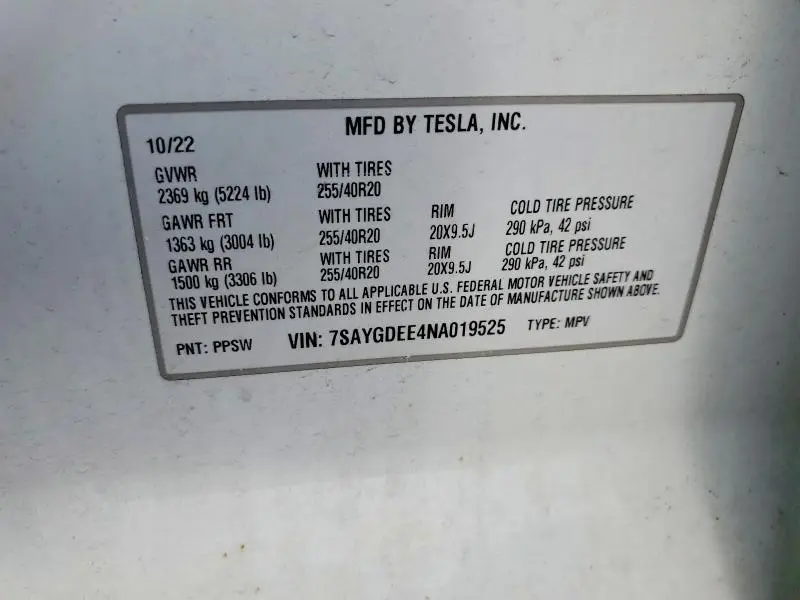 MFD BY TESLA, INC.
10/22
GVWR WITH TIRES
2369 kg (5224 lb) 255/40R20
GAWR FRT WITH TIRES RIM COLD TIRE PRESSURE
1363 kg (3004 lb) 255/40R20 20X9.5J 290 kPa, 42 psi
GAWR RR WITH TIRES RIM COLD TIRE PRESSURE
1500 kg (3306 lb) 255/40R20 20X9.5J 290 kPa, 42 psi
THIS VEHICLE CONFORMS TO ALL APPLICABLE U.S. FEDERAL MOTOR VEHICLE SAFETY AND
THEFT PREVENTION STANDARDS IN EFFECT ON THE DATE OF MANUFACTURE SHOWN ABOVE.
PNT: PPSW VIN: 7SAYGDEE4NA019525 TYPE: MPV